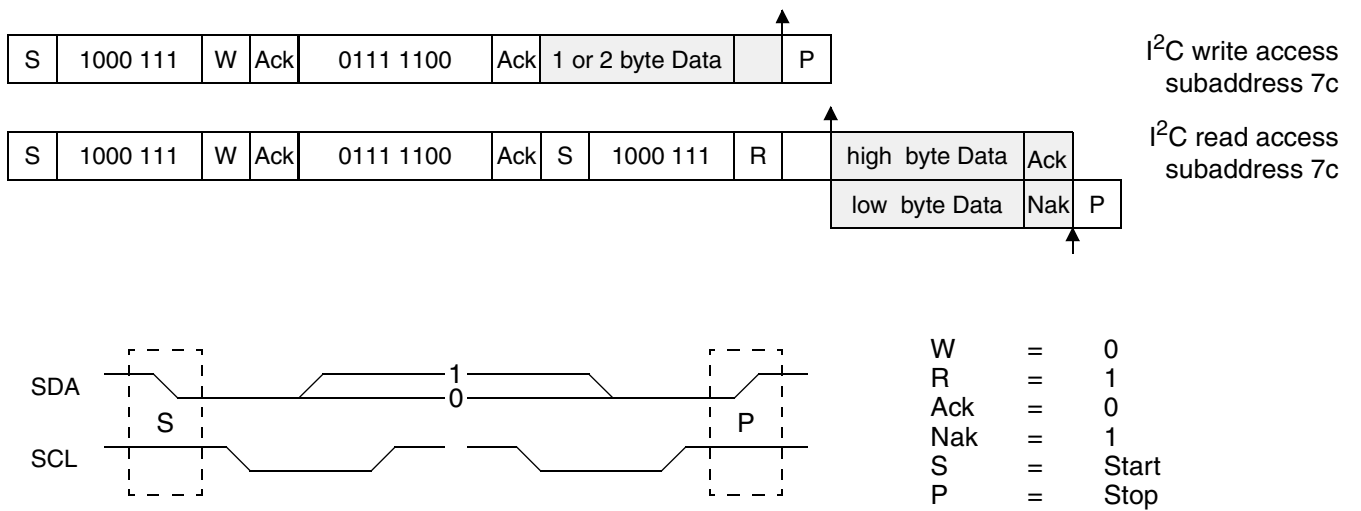 S 1000 111 W Ack 0111 1100 Ack 1 or 2 byte Data P
I²C write access
subaddress 7c
S 1000 111 W Ack 0111 1100 Ack S 1000 111 R high byte Data Ack
I²C read access
subaddress 7c
low byte Data Nak P
W = 0
R = 1
Ack = 0
Nak = 1
S = Start
P = Stop
SDA 1
0
S P
SCL